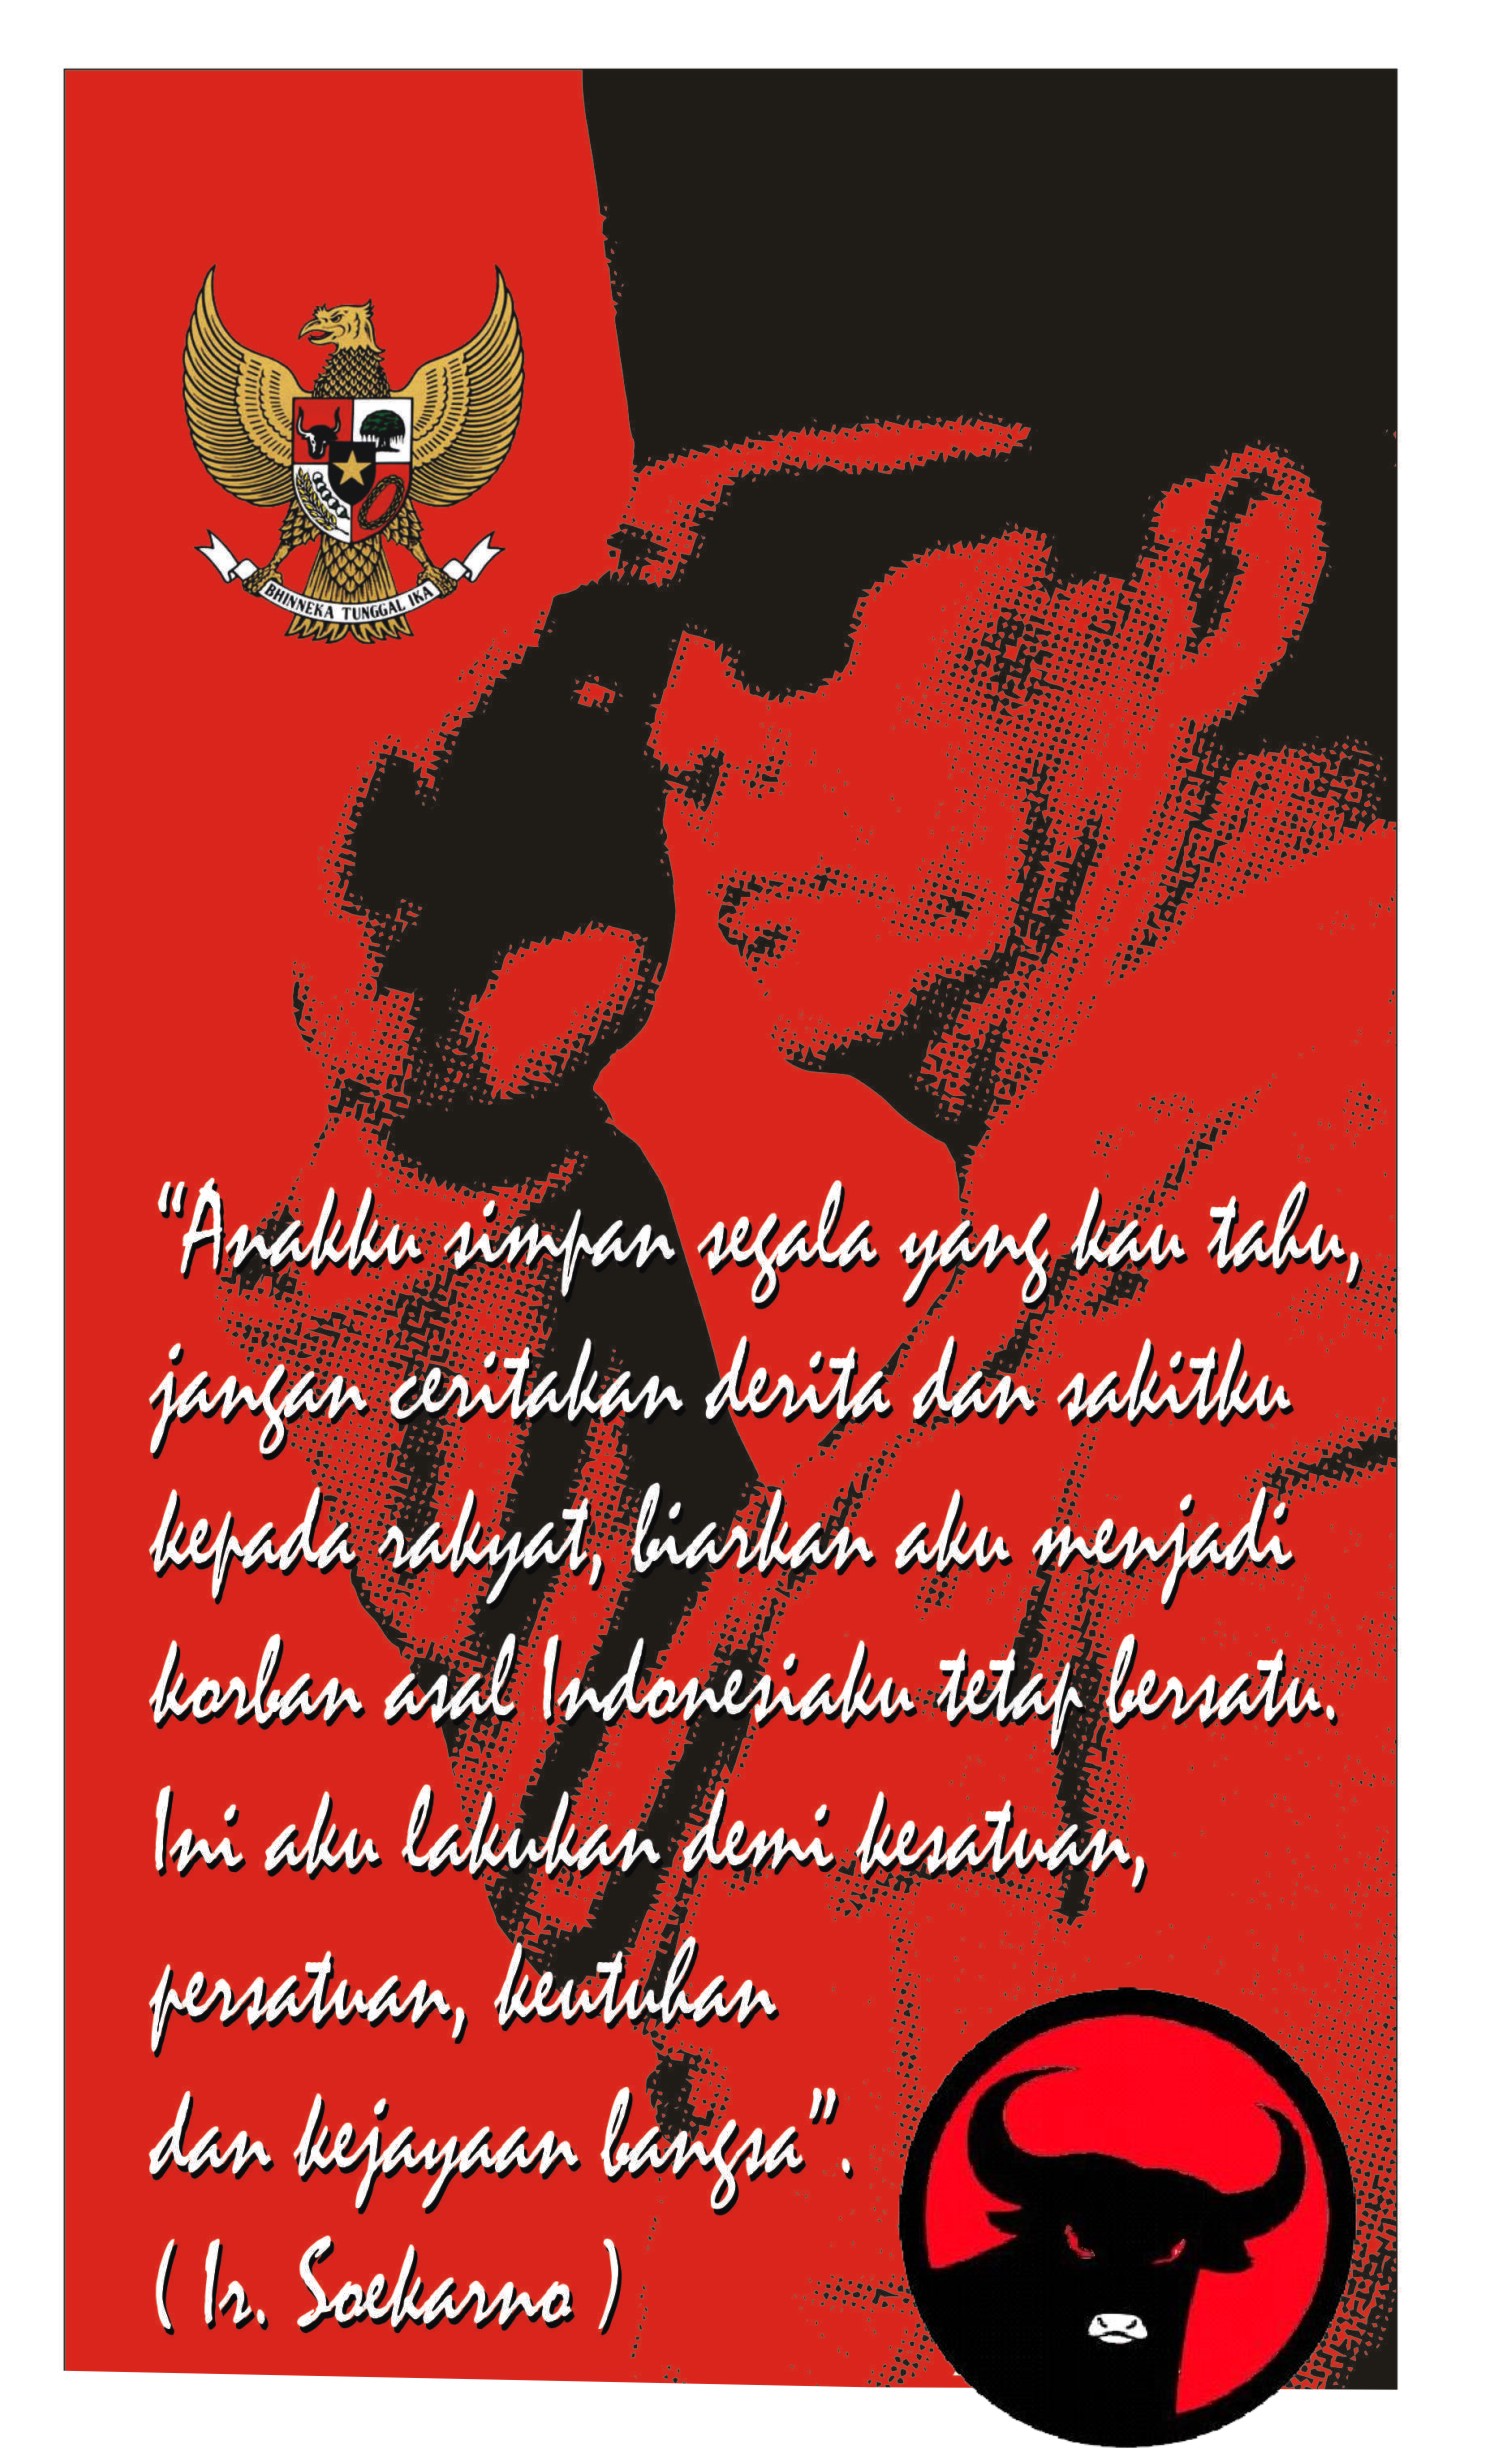 BHINNEKA TUNGGAL IKA
“Anakku simpan segala yang kau tahu,
jangan ceritakan derita dan sakitku
kepada rakyat, biarkan aku menjadi
korban asal Indonesiaku tetap bersatu.
Ini aku lakukan demi kesatuan,
persatuan, keutuhan
dan kejayaan bangsa”.
( Ir. Soekarno )